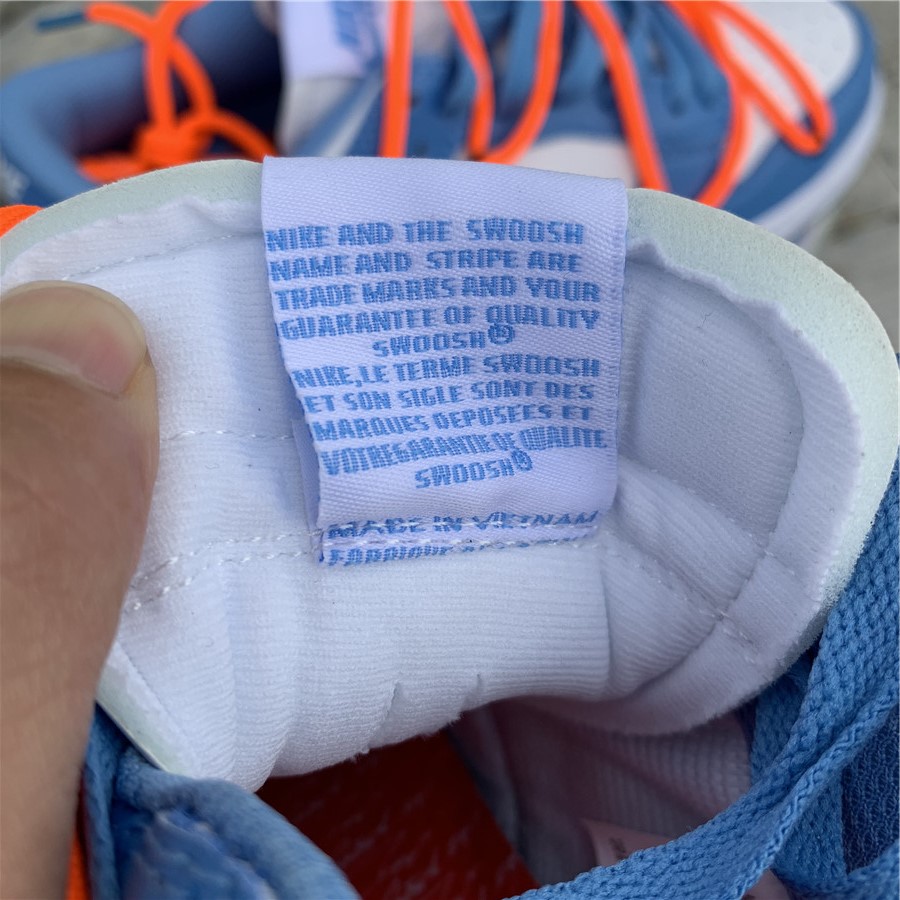 NIKE AND THE SWOOSH
NAME AND STRIPE ARE
TRADE MARKS AND YOUR
GUARANTEE OF QUALITY
SWOOSH
NIKE, LE TERME SWOOSH
ET SON SIGLE SONT DES
MARQUES DEPOSEES ET
VOTREGARANTIE DE QUALITE
SWOOSH
MADE IN VIETNAM
FABRIQUE